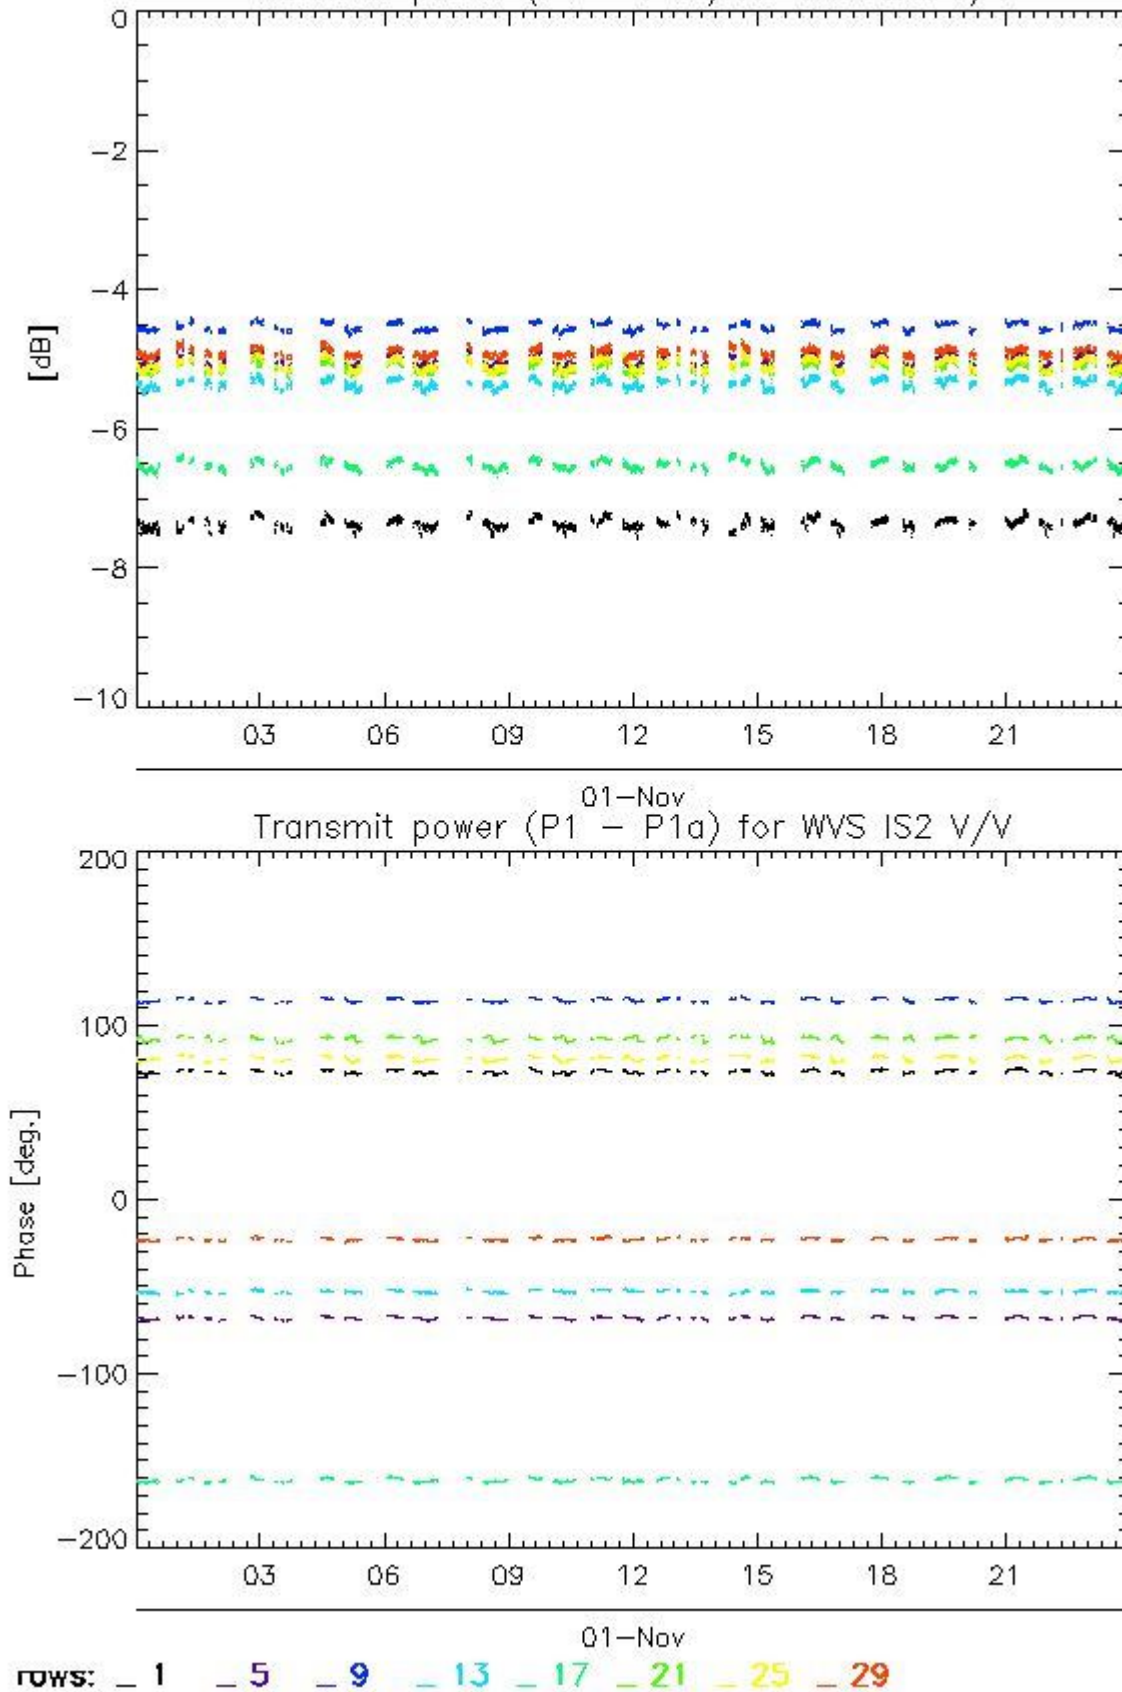 0
−2
−4
[dB]
−6
−8
−10
03 06 09 12 15 18 21
01−Nov
Transmit power (P1 − P1a) for WVS IS2 V/V
200
100
0
Phase [deg.]
−100
−200
03 06 09 12 15 18 21
01−Nov
rows: _ 1 _ 5 _ 9 _ 13 _ 17 _ 21 _ 25 _ 29